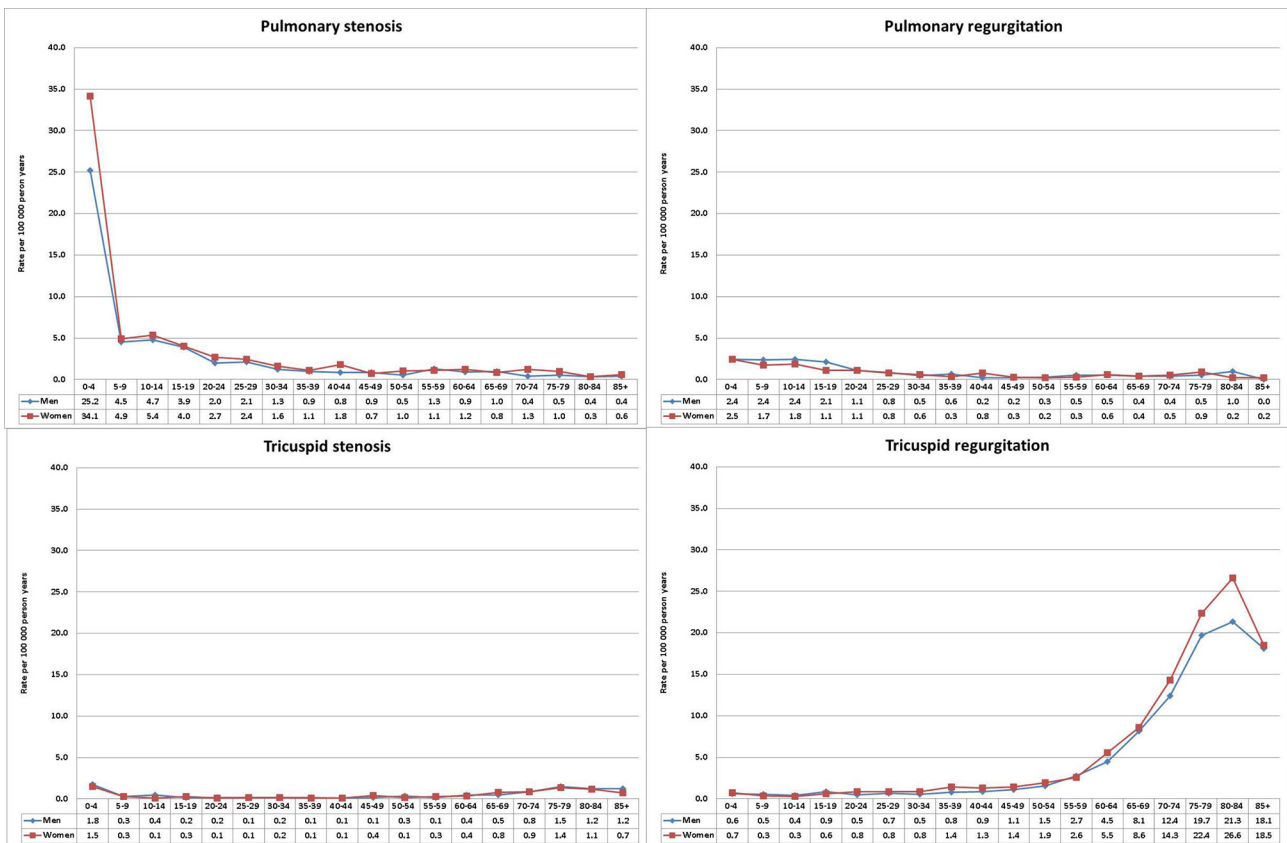 Pulmonary stenosis
40.0
35.0
30.0
25.0
20.0
15.0
10.0
5.0
0.0
Rate per 100 000 peron years
0-4 5-9 10-14 15-19 20-24 25-29 30-34 35-39 40-44 45-49 50-54 55-59 60-64 65-69 70-74 75-79 80-84 85+
Men 25.2 4.5 4.7 3.9 2.0 2.1 1.3 0.9 0.8 0.9 0.5 1.3 0.9 1.0 0.4 0.5 0.4 0.4
Women 34.1 4.9 5.4 4.0 2.7 2.4 1.6 1.1 1.8 0.7 1.0 1.1 1.2 0.8 1.3 1.0 0.3 0.6
Pulmonary regurgitation
40.0
35.0
30.0
25.0
20.0
15.0
10.0
5.0
0.0
Rate per 100 000 person years
0-4 5-9 10-14 15-19 20-24 25-29 30-34 35-39 40-44 45-49 50-54 55-59 60-64 65-69 70-74 75-79 80-84 85+
Men 2.4 2.4 2.4 2.1 1.1 0.8 0.5 0.6 0.2 0.2 0.3 0.5 0.5 0.4 0.4 0.5 1.0 0.0
Women 2.5 1.7 1.8 1.1 1.1 0.8 0.6 0.3 0.8 0.3 0.2 0.3 0.6 0.4 0.5 0.9 0.2 0.2
Tricuspid stenosis
40.0
35.0
30.0
25.0
20.0
15.0
10.0
5.0
0.0
Rate per 100 000 person years
0-4 5-9 10-14 15-19 20-24 25-29 30-34 35-39 40-44 45-49 50-54 55-59 60-64 65-69 70-74 75-79 80-84 85+
Men 1.8 0.3 0.4 0.2 0.2 0.1 0.2 0.1 0.1 0.1 0.3 0.1 0.4 0.5 0.8 1.5 1.2 1.2
Women 1.5 0.3 0.1 0.3 0.1 0.1 0.2 0.1 0.1 0.4 0.1 0.3 0.4 0.8 0.9 1.4 1.1 0.7
Tricuspid regurgitation
40.0
35.0
30.0
25.0
20.0
15.0
10.0
5.0
0.0
Rate per 100 000 person years
0-4 5-9 10-14 15-19 20-24 25-29 30-34 35-39 40-44 45-49 50-54 55-59 60-64 65-69 70-74 75-79 80-84 85+
Men 0.6 0.5 0.4 0.9 0.5 0.7 0.5 0.8 0.9 1.1 1.5 2.7 4.5 8.1 12.4 19.7 21.3 18.1
Women 0.7 0.3 0.3 0.6 0.8 0.8 0.8 1.4 1.3 1.4 1.9 2.6 5.5 8.6 14.3 22.4 26.6 18.5